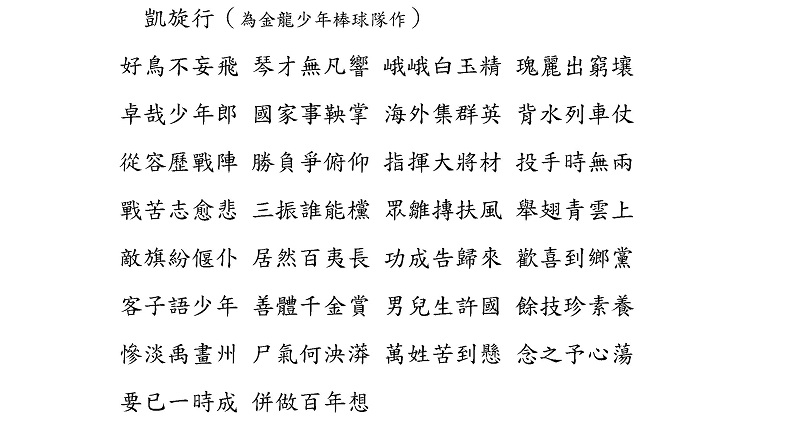 凱旋行（為金龍少年棒球隊作）
好鳥不妄飛 琴才無凡響 峨峨白玉精 瑰麗出窮壤
卓哉少年郎 國家事鞅掌 海外集群英 背水列車仗
從容歷戰陣 勝負爭俯仰 指揮大將材 投手時無兩
戰苦志愈悲 三振誰能欓 眾雛摶扶風 舉翅青雲上
敵旗紛偃仆 居然百夷長 功成告歸來 歡喜到鄉黨
客子語少年 善體千金賞 男兒生許國 餘技珍素養
慘淡禹畫州 尸氣何泱漭 萬姓苦到懸 念之予心蕩
要已一時成 併做百年想